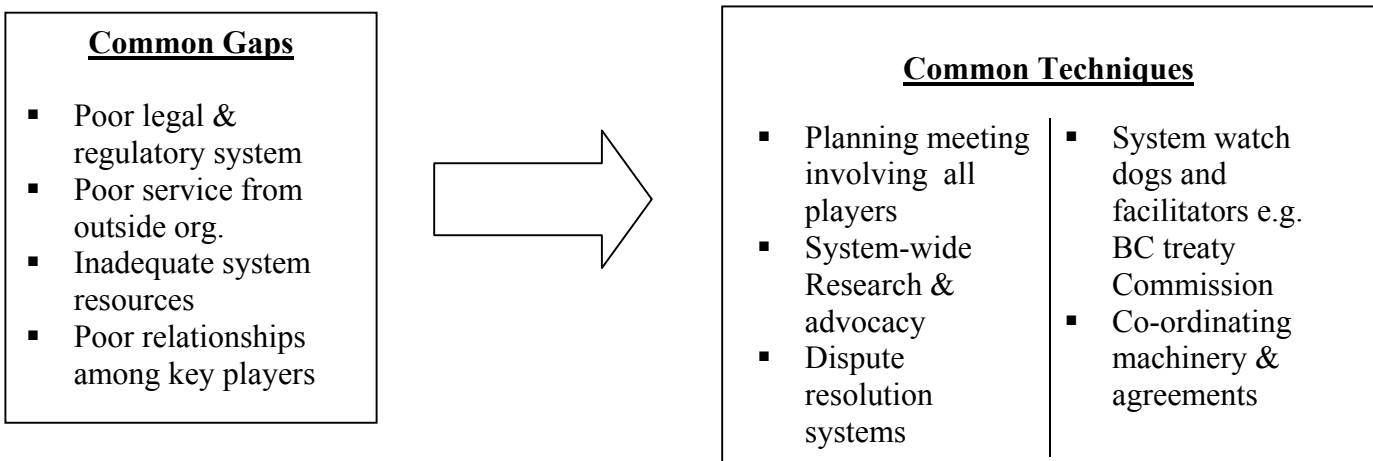 Common Gaps
▪ Poor legal &
regulatory system
▪ Poor service from
outside org.
▪ Inadequate system
resources
▪ Poor relationships
among key players
Common Techniques
▪ Planning meeting
involving all
players
▪ System-wide
Research &
advocacy
▪ Dispute
resolution
systems
▪ System watch
dogs and
facilitators e.g.
BC treaty
Commission
▪ Co-ordinating
machinery &
agreements